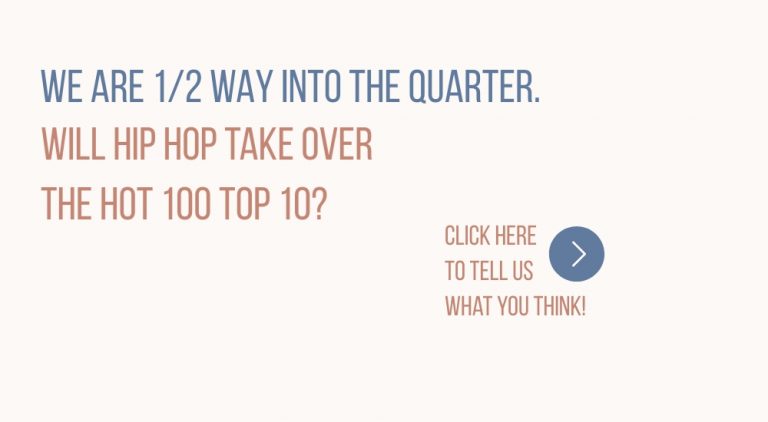 WE ARE 1/2 WAY INTO THE QUARTER.
WILL HIP HOP TAKE OVER
THE HOT 100 TOP 10?
CLICK HERE
TO TELL US
WHAT YOU THINK!